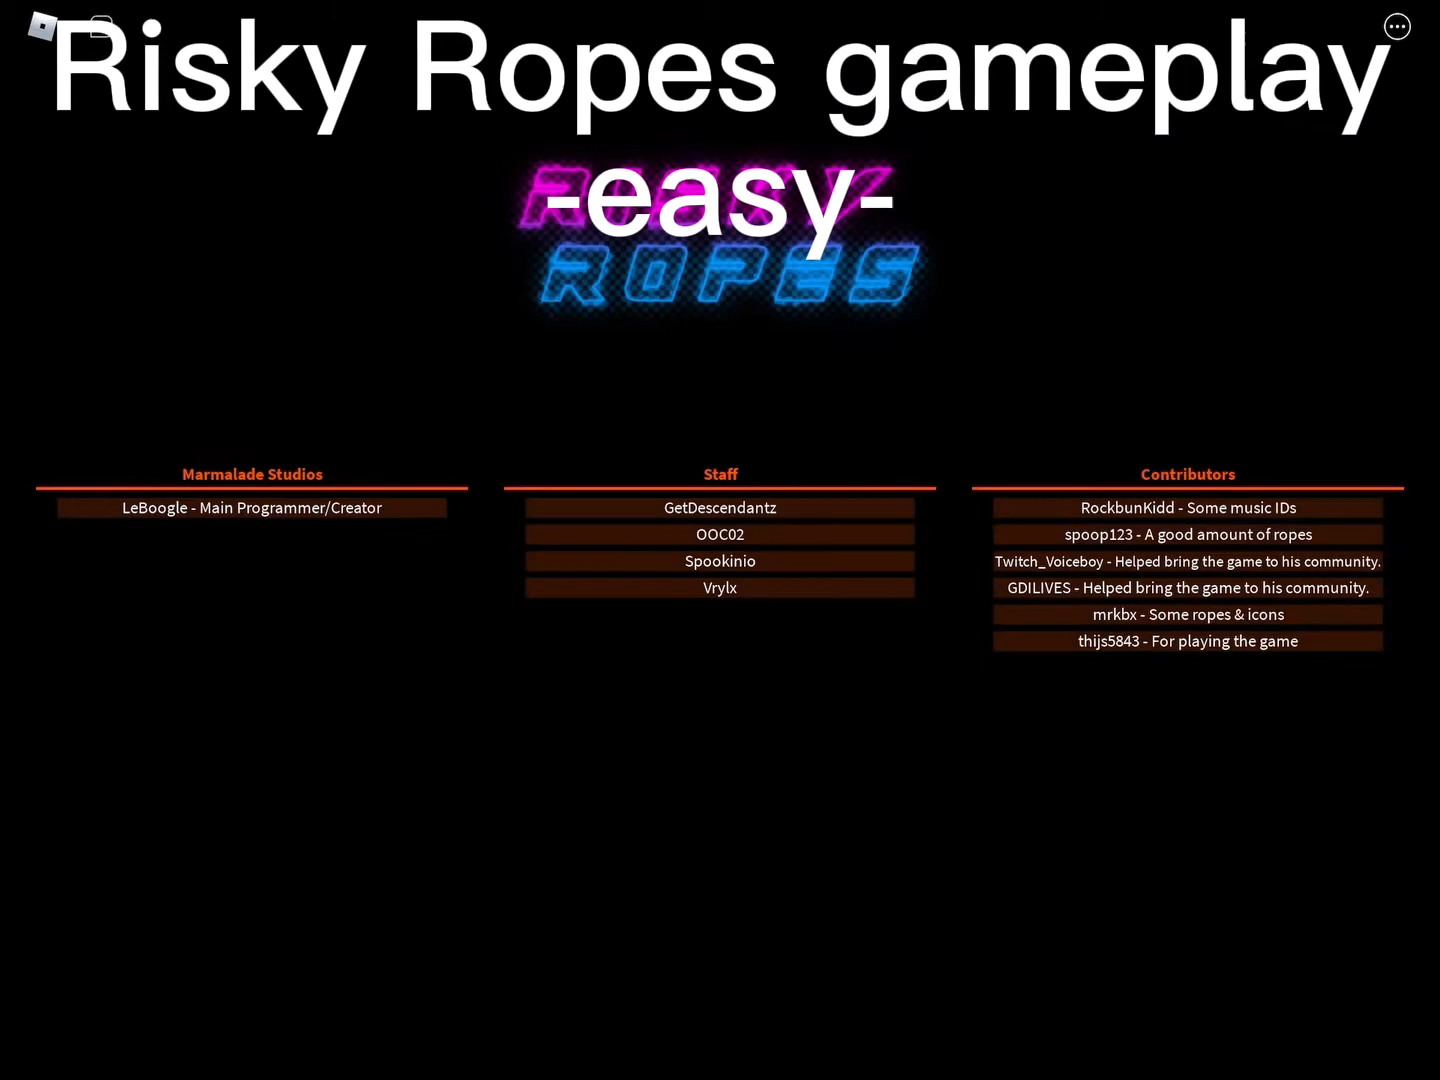 Risky Ropes gameplay
-easy-
RISKY
ROPES
Marmalade Studios
LeBoogle - Main Programmer/Creator
Staff
GetDescendantz
OOC02
Spookinio
Vrylx
Contributors
RockbunKidd - Some music IDs
spoop123 - A good amount of ropes
Twitch_Voiceboy - Helped bring the game to his community.
GDILIVES - Helped bring the game to his community.
mrkbx - Some ropes & icons
thijs5843 - For playing the game